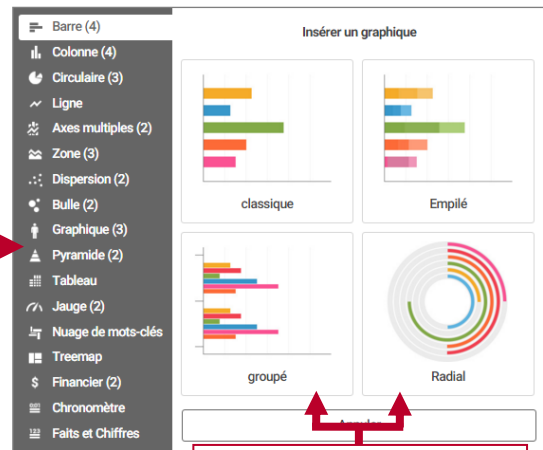 Barre (4)
Colonne (4)
Circulaire (3)
Ligne
Axes multiples (2)
Zone (3)
Dispersion (2)
Bulle (2)
Graphique (3)
Pyramide (2)
Tableau
Jauge (2)
Nuage de mots-clés
Treemap
Financier (2)
Chronomètre
Faits et Chiffres
Insérer un graphique
classique
Empilé
groupé
Radial
Annuler